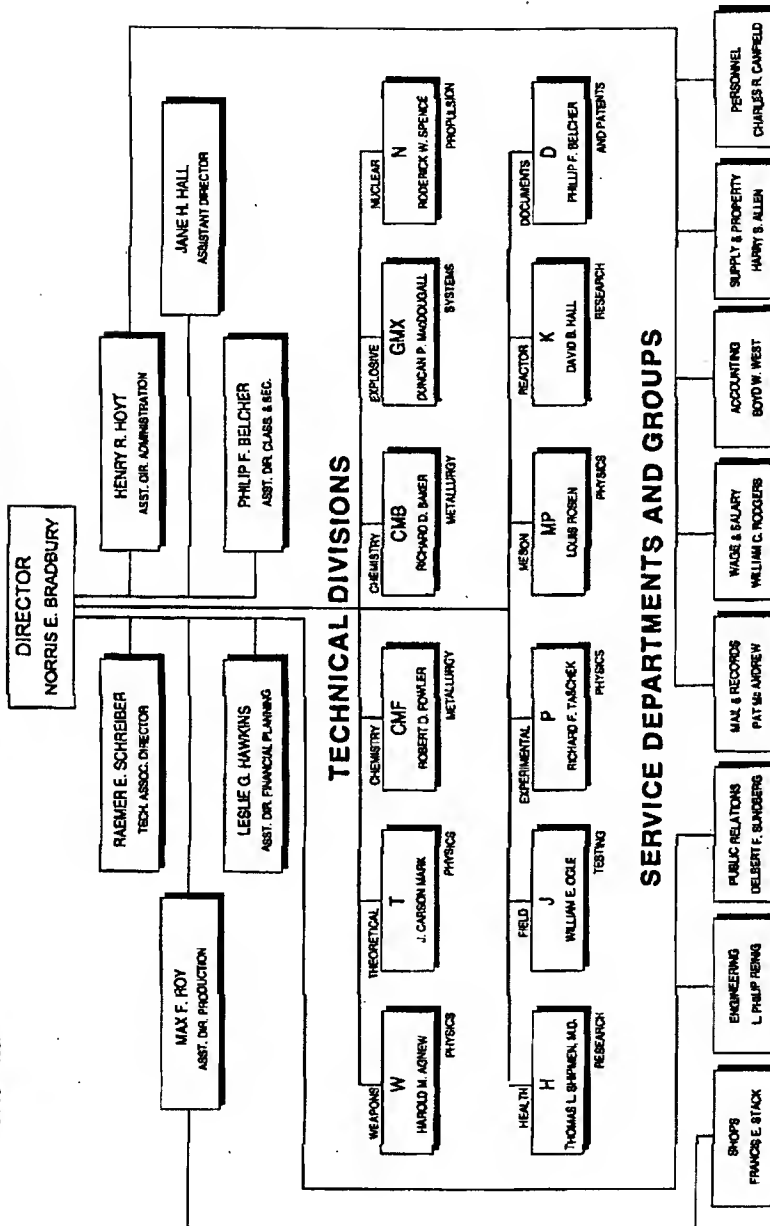 DIRECTOR
NORRIS E. BRADBURY
RAEMER E. SCHREIBER
TECH. ASSOC. DIRECTOR
HENRY R. HOYT
ASST. DIR. ADMINISTRATION
MAX F. ROY
ASST. DIR. PRODUCTION
JANE H. HALL
ASSISTANT DIRECTOR
LESLIE G. HAWKINS
ASST. DIR. FINANCIAL PLANNING
PHILIP F. BELCHER
ASST. DIR. CLASS. & SEC.
TECHNICAL DIVISIONS
WEAPONS
W
HAROLD M. AGNEW
PHYSICS
THEORETICAL
T
J. CARSON MARK
PHYSICS
CHEMISTRY
CMF
ROBERT D. FOWLER
METALLURGY
CHEMISTRY
CMB
RICHARD D. BAKER
METALLURGY
EXPLOSIVE
GMX
DUNCAN P. MacDOUGALL
SYSTEMS
NUCLEAR
N
RODERICK W. SPENCE
PROPULSION
HEALTH
H
THOMAS L. SHIPMEN, M.D.
RESEARCH
FIELD
J
WILLIAM E. OGLE
TESTING
EXPERIMENTAL
P
RICHARD F. TASCHEK
PHYSICS
MESON
MP
LOUIS ROSEN
PHYSICS
REACTOR
K
DAVID B. HALL
RESEARCH
DOCUMENTS
D
PHILLIP F. BELCHER
AND PATENTS
SERVICE DEPARTMENTS AND GROUPS
SHOPS
FRANCIS E. STACK
ENGINEERING
L. PHILIP REINIG
PUBLIC RELATIONS
DELBERT F. SUNDBERG
MAIL & RECORDS
PAT Mc ANDREW
WAGE & SALARY
WILLIAM C. RODGERS
ACCOUNTING
BOYD W. WEST
SUPPLY & PROPERTY
HARRY S. ALLEN
PERSONNEL
CHARLES R. CANFIELD